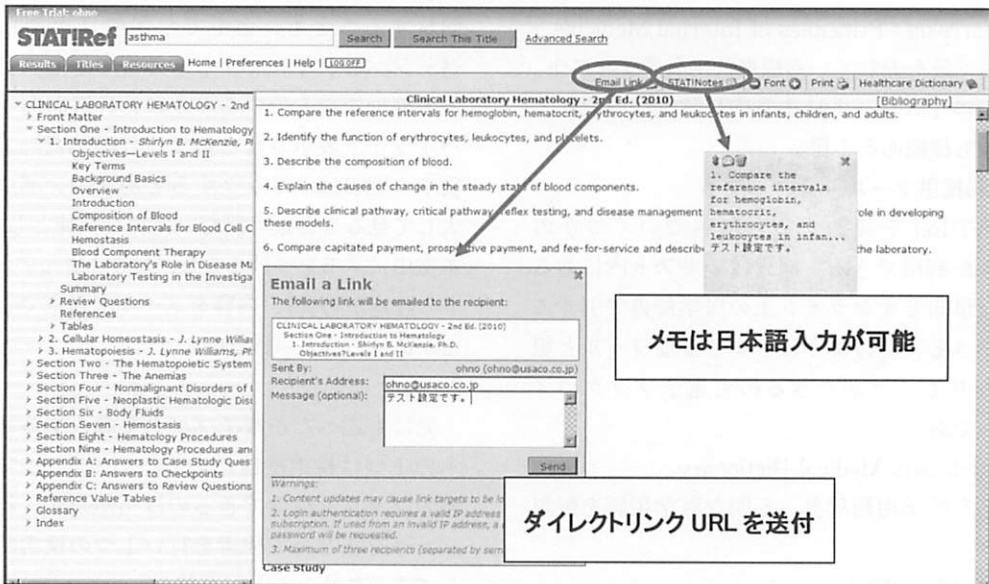 Free Trial: ohno
STAT!Ref asthma Search Search This Title Advanced Search
Results Titles Resources Home | Preferences | Help | LOG OFF
Email Link STAT!Notes Font Print Healthcare Dictionary
Clinical Laboratory Hematology - 2nd Ed. (2010) [Bibliography]
CLINICAL LABORATORY HEMATOLOGY - 2nd
Front Matter
Section One - Introduction to Hematology
1. Introduction - Shirlyn B. McKenzie, Ph
Objectives—Levels I and II
Key Terms
Background Basics
Overview
Introduction
Composition of Blood
Reference Intervals for Blood Cell C
Hemostasis
Blood Component Therapy
The Laboratory's Role in Disease Ma
Laboratory Testing in the Investiga
Summary
Review Questions
References
Tables
2. Cellular Homeostasis - J. Lynne Willia
3. Hematopoiesis - J. Lynne Williams, Ph
Section Two - The Hematopoietic System
Section Three - The Anemias
Section Four - Nonmalignant Disorders of
Section Five - Neoplastic Hematologic Diso
Section Six - Body Fluids
Section Seven - Hemostasis
Section Eight - Hematology Procedures
Section Nine - Hematology Procedures and
Appendix A: Answers to Case Study Ques
Appendix B: Answers to Checkpoints
Appendix C: Answers to Review Questions
Reference Value Tables
Glossary
Index
1. Compare the reference intervals for hemoglobin, hematocrit, erythrocytes, and leukocytes in infants, children, and adults.
2. Identify the function of erythrocytes, leukocytes, and platelets.
3. Describe the composition of blood.
4. Explain the causes of change in the steady state of blood components.
5. Describe clinical pathway, critical pathway, reflex testing, and disease management role in developing
these models.
6. Compare capitated payment, prospective payment, and fee-for-service and describe the laboratory.
1. Compare the
reference intervals
for hemoglobin,
hematocrit,
erythrocytes, and
leukocytes in infan...
テスト設定です。
メモは日本語入力が可能
Email a Link
The following link will be emailed to the recipient:
CLINICAL LABORATORY HEMATOLOGY - 2nd Ed. (2010)
Section One - Introduction to Hematology
1. Introduction - Shirlyn B. McKenzie, Ph.D.
Objectives?Levels I and II
Sent By: ohno (ohno@usaco.co.jp)
Recipient's Address: ohno@usaco.co.jp
Message (optional): テスト設定です。
Send
Warnings:
1. Content updates may cause link targets to be lo
2. Login authentication requires a valid IP address
subscription. If used from an invalid IP address, a
password will be requested.
3. Maximum of three recipients (separated by sem
ダイレクトリンク URL を送付
Case Study